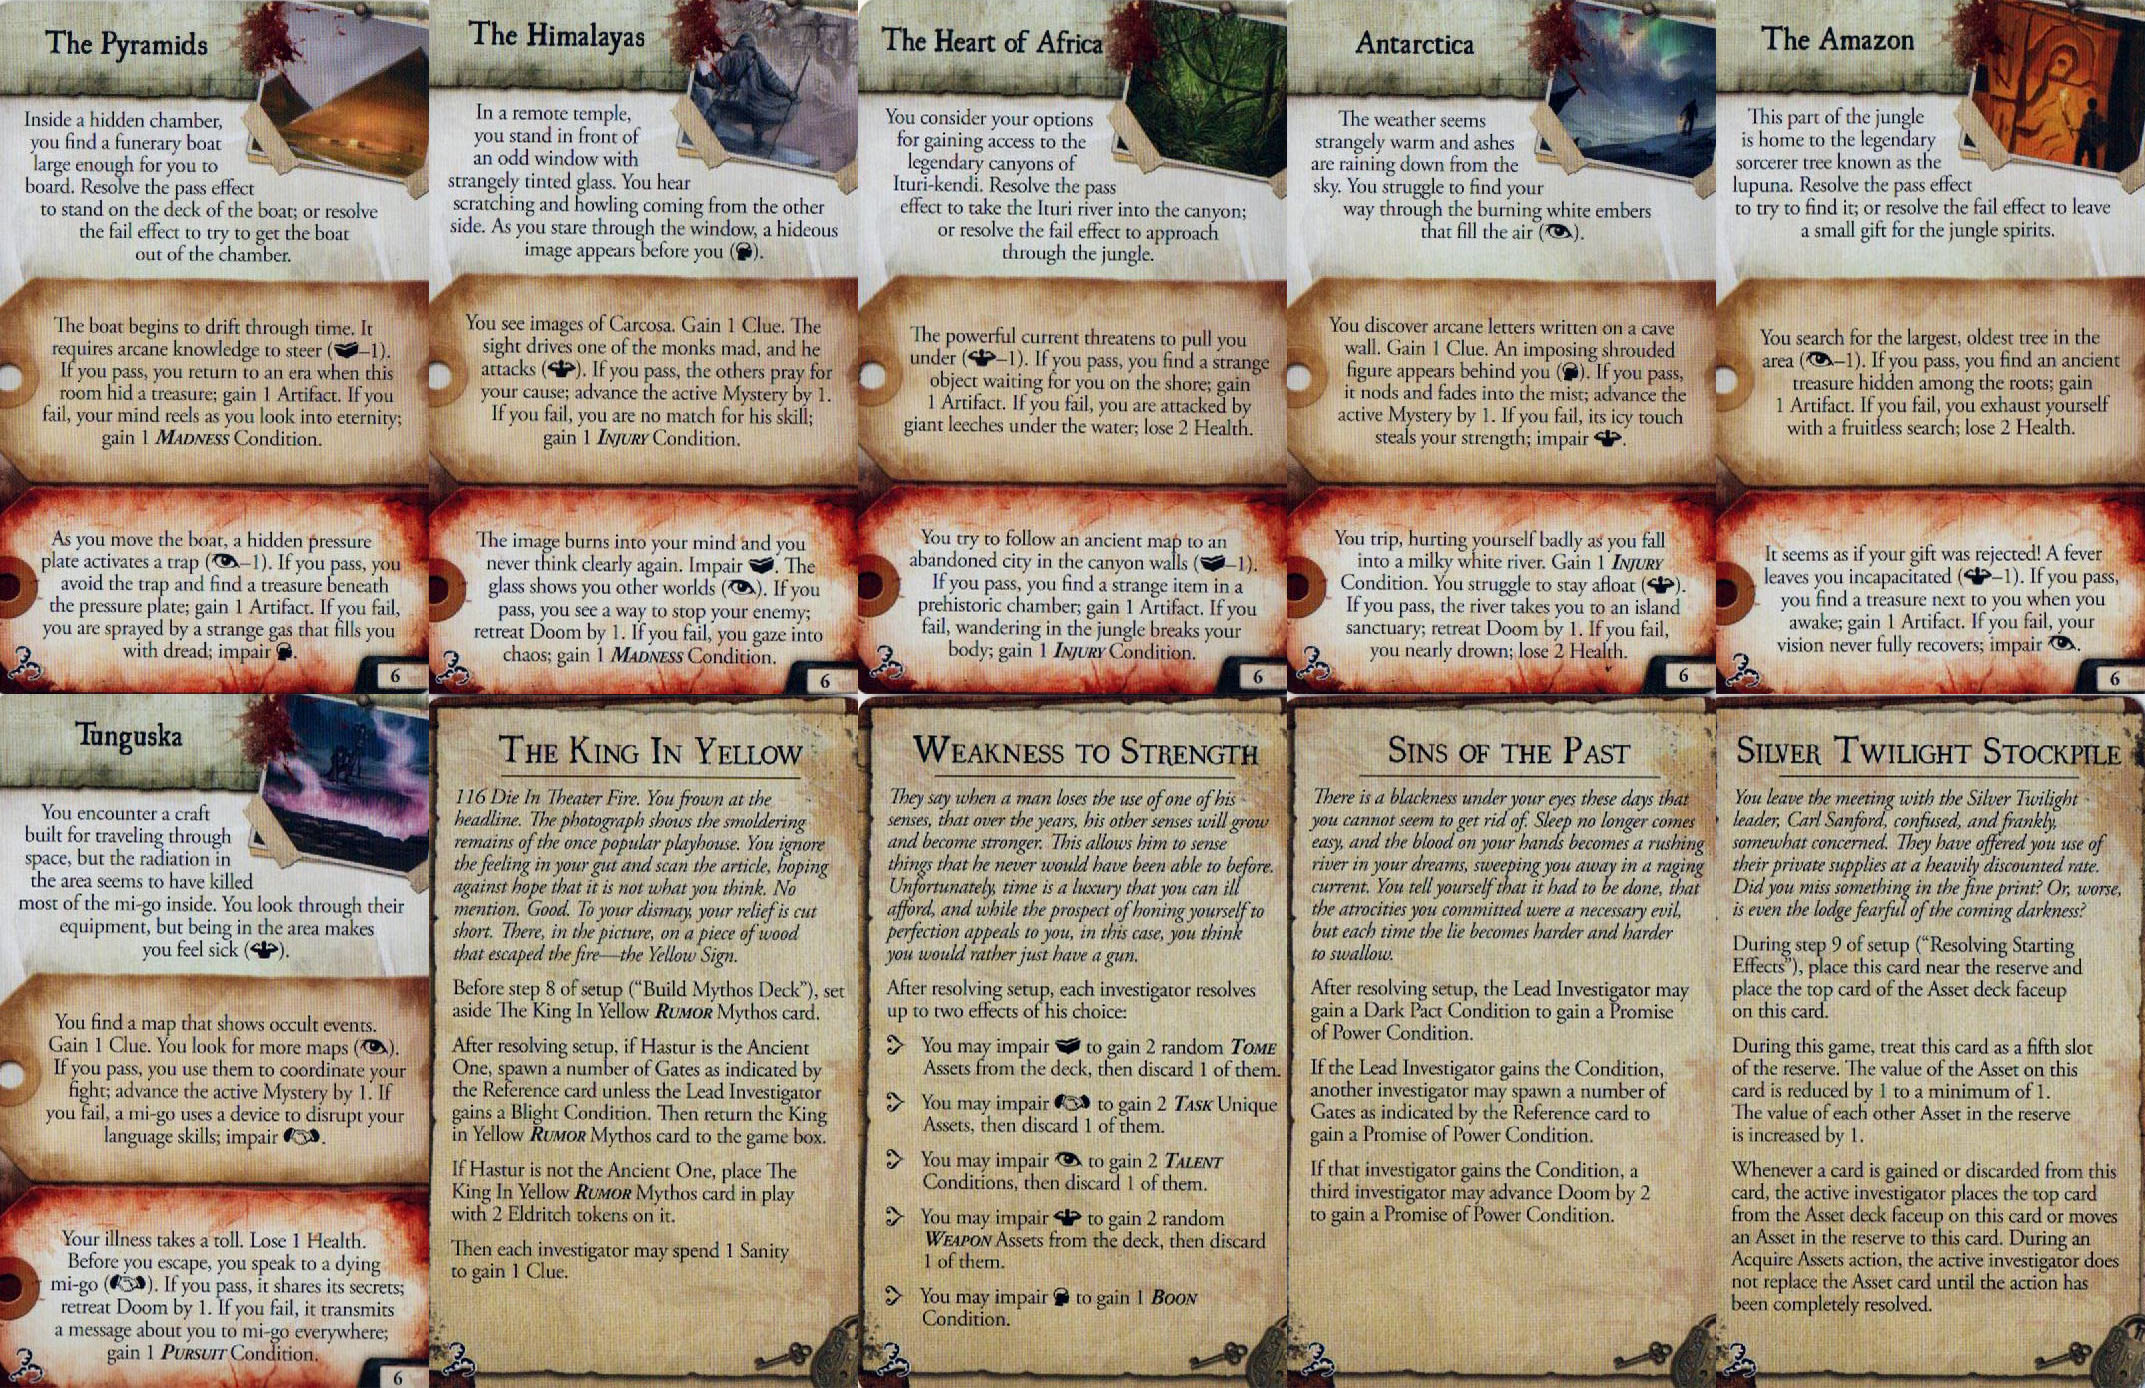 The Pyramids
Inside a hidden chamber,
you find a funerary boat
large enough for you to
board. Resolve the pass effect
to stand on the deck of the boat; or resolve
the fail effect to try to get the boat
out of the chamber.
The boat begins to drift through time. It
requires arcane knowledge to steer (–1).
If you pass, you return to an era when this
room hid a treasure; gain 1 Artifact. If you
fail, your mind reels as you look into eternity;
gain 1 MADNESS Condition.
As you move the boat, a hidden pressure
plate activates a trap (–1). If you pass, you
avoid the trap and find a treasure beneath
the pressure plate; gain 1 Artifact. If you fail,
you are sprayed by a strange gas that fills you
with dread; impair .
6
The Himalayas
In a remote temple,
you stand in front of
an odd window with
strangely tinted glass. You hear
scratching and howling coming from the other
side. As you stare through the window, a hideous
image appears before you ().
You see images of Carcosa. Gain 1 Clue. The
sight drives one of the monks mad, and he
attacks (). If you pass, the others pray for
your cause; advance the active Mystery by 1.
If you fail, you are no match for his skill;
gain 1 INJURY Condition.
The image burns into your mind and you
never think clearly again. Impair . The
glass shows you other worlds (). If you
pass, you see a way to stop your enemy;
retreat Doom by 1. If you fail, you gaze into
chaos; gain 1 MADNESS Condition.
6
The Heart of Africa
You consider your options
for gaining access to the
legendary canyons of
Ituri-kendi. Resolve the pass
effect to take the Ituri river into the canyon;
or resolve the fail effect to approach
through the jungle.
The powerful current threatens to pull you
under (–1). If you pass, you find a strange
object waiting for you on the shore; gain
1 Artifact. If you fail, you are attacked by
giant leeches under the water; lose 2 Health.
You try to follow an ancient map to an
abandoned city in the canyon walls (–1).
If you pass, you find a strange item in a
prehistoric chamber; gain 1 Artifact. If you
fail, wandering in the jungle breaks your
body; gain 1 INJURY Condition.
6
Antarctica
The weather seems
strangely warm and ashes
are raining down from the
sky. You struggle to find your
way through the burning white embers
that fill the air ().
You discover arcane letters written on a cave
wall. Gain 1 Clue. An imposing shrouded
figure appears behind you (). If you pass,
it nods and fades into the mist; advance the
active Mystery by 1. If you fail, its icy touch
steals your strength; impair .
You trip, hurting yourself badly as you fall
into a milky white river. Gain 1 INJURY
Condition. You struggle to stay afloat ().
If you pass, the river takes you to an island
sanctuary; retreat Doom by 1. If you fail,
you nearly drown; lose 2 Health.
6
The Amazon
This part of the jungle
is home to the legendary
sorcerer tree known as the
lupuna. Resolve the pass effect
to try to find it; or resolve the fail effect to leave
a small gift for the jungle spirits.
You search for the largest, oldest tree in the
area (–1). If you pass, you find an ancient
treasure hidden among the roots; gain
1 Artifact. If you fail, you exhaust yourself
with a fruitless search; lose 2 Health.
It seems as if your gift was rejected! A fever
leaves you incapacitated (–1). If you pass,
you find a treasure next to you when you
awake; gain 1 Artifact. If you fail, your
vision never fully recovers; impair .
6
Tunguska
You encounter a craft
built for traveling through
space, but the radiation in
the area seems to have killed
most of the mi-go inside. You look through their
equipment, but being in the area makes
you feel sick ().
You find a map that shows occult events.
Gain 1 Clue. You look for more maps ().
If you pass, you use them to coordinate your
fight; advance the active Mystery by 1. If
you fail, a mi-go uses a device to disrupt your
language skills; impair .
Your illness takes a toll. Lose 1 Health.
Before you escape, you speak to a dying
mi-go (). If you pass, it shares its secrets;
retreat Doom by 1. If you fail, it transmits
a message about you to mi-go everywhere;
gain 1 PURSUIT Condition.
6
THE KING IN YELLOW
116 Die In Theater Fire. You frown at the
headline. The photograph shows the smoldering
remains of the once popular playhouse. You ignore
the feeling in your gut and scan the article, hoping
against hope that it is not what you think. No
mention. Good. To your dismay, your relief is cut
short. There, in the picture, on a piece of wood
that escaped the fire—the Yellow Sign.
Before step 8 of setup (“Build Mythos Deck”), set
aside The King In Yellow RUMOR Mythos card.
After resolving setup, if Hastur is the Ancient
One, spawn a number of Gates as indicated by
the Reference card unless the Lead Investigator
gains a Blight Condition. Then return the King
in Yellow RUMOR Mythos card to the game box.
If Hastur is not the Ancient One, place The
King In Yellow RUMOR Mythos card in play
with 2 Eldritch tokens on it.
Then each investigator may spend 1 Sanity
to gain 1 Clue.
WEAKNESS TO STRENGTH
They say when a man loses the use of one of his
senses, that over the years, his other senses will grow
and become stronger. This allows him to sense
things that he never would have been able to before.
Unfortunately, time is a luxury that you can ill
afford, and while the prospect of honing yourself to
perfection appeals to you, in this case, you think
you would rather just have a gun.
After resolving setup, each investigator resolves
up to two effects of his choice:
You may impair to gain 2 random TOME
Assets from the deck, then discard 1 of them.
You may impair to gain 2 TASK Unique
Assets, then discard 1 of them.
You may impair to gain 2 TALENT
Conditions, then discard 1 of them.
You may impair to gain 2 random
WEAPON Assets from the deck, then discard
1 of them.
You may impair to gain 1 BOON
Condition.
SINS OF THE PAST
There is a blackness under your eyes these days that
you cannot seem to get rid of. Sleep no longer comes
easy, and the blood on your hands becomes a rushing
river in your dreams, sweeping you away in a raging
current. You tell yourself that it had to be done, that
the atrocities you committed were a necessary evil,
but each time the lie becomes harder and harder
to swallow.
After resolving setup, the Lead Investigator may
gain a Dark Pact Condition to gain a Promise
of Power Condition.
If the Lead Investigator gains the Condition,
another investigator may spawn a number of
Gates as indicated by the Reference card to
gain a Promise of Power Condition.
If that investigator gains the Condition, a
third investigator may advance Doom by 2
to gain a Promise of Power Condition.
SILVER TWILIGHT STOCKPILE
You leave the meeting with the Silver Twilight
leader, Carl Sanford, confused, and frankly,
somewhat concerned. They have offered you use of
their private supplies at a heavily discounted rate.
Did you miss something in the fine print? Or, worse,
is even the lodge fearful of the coming darkness?
During step 9 of setup (“Resolving Starting
Effects”), place this card near the reserve and
place the top card of the Asset deck faceup
on this card.
During this game, treat this card as a fifth slot
of the reserve. The value of the Asset on this
card is reduced by 1 to a minimum of 1.
The value of each other Asset in the reserve
is increased by 1.
Whenever a card is gained or discarded from this
card, the active investigator places the top card
from the Asset deck faceup on this card or moves
an Asset in the reserve to this card. During an
Acquire Assets action, the active investigator does
not replace the Asset card until the action has
been completely resolved.